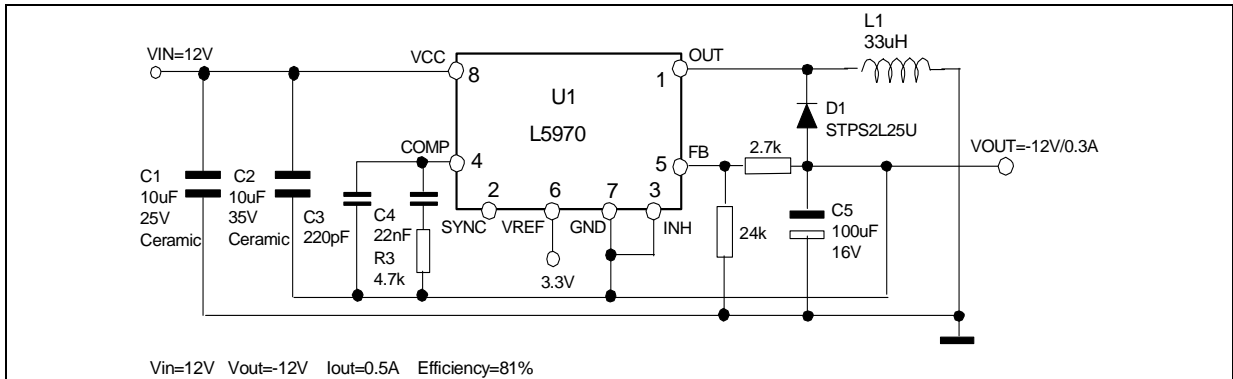 VIN=12V
VCC
8
U1
L5970
1
OUT
L1
33uH
D1
STPS2L25U
COMP
4
5
FB
2.7k
VOUT=-12V/0.3A
C1
10uF
25V
Ceramic
C2
10uF
35V
Ceramic
C3
220pF
C4
22nF
R3
4.7k
2
SYNC
6
VREF
7
GND
3
INH
3.3V
24k
C5
100uF
16V
Vin=12V Vout=-12V Iout=0.5A Efficiency=81%